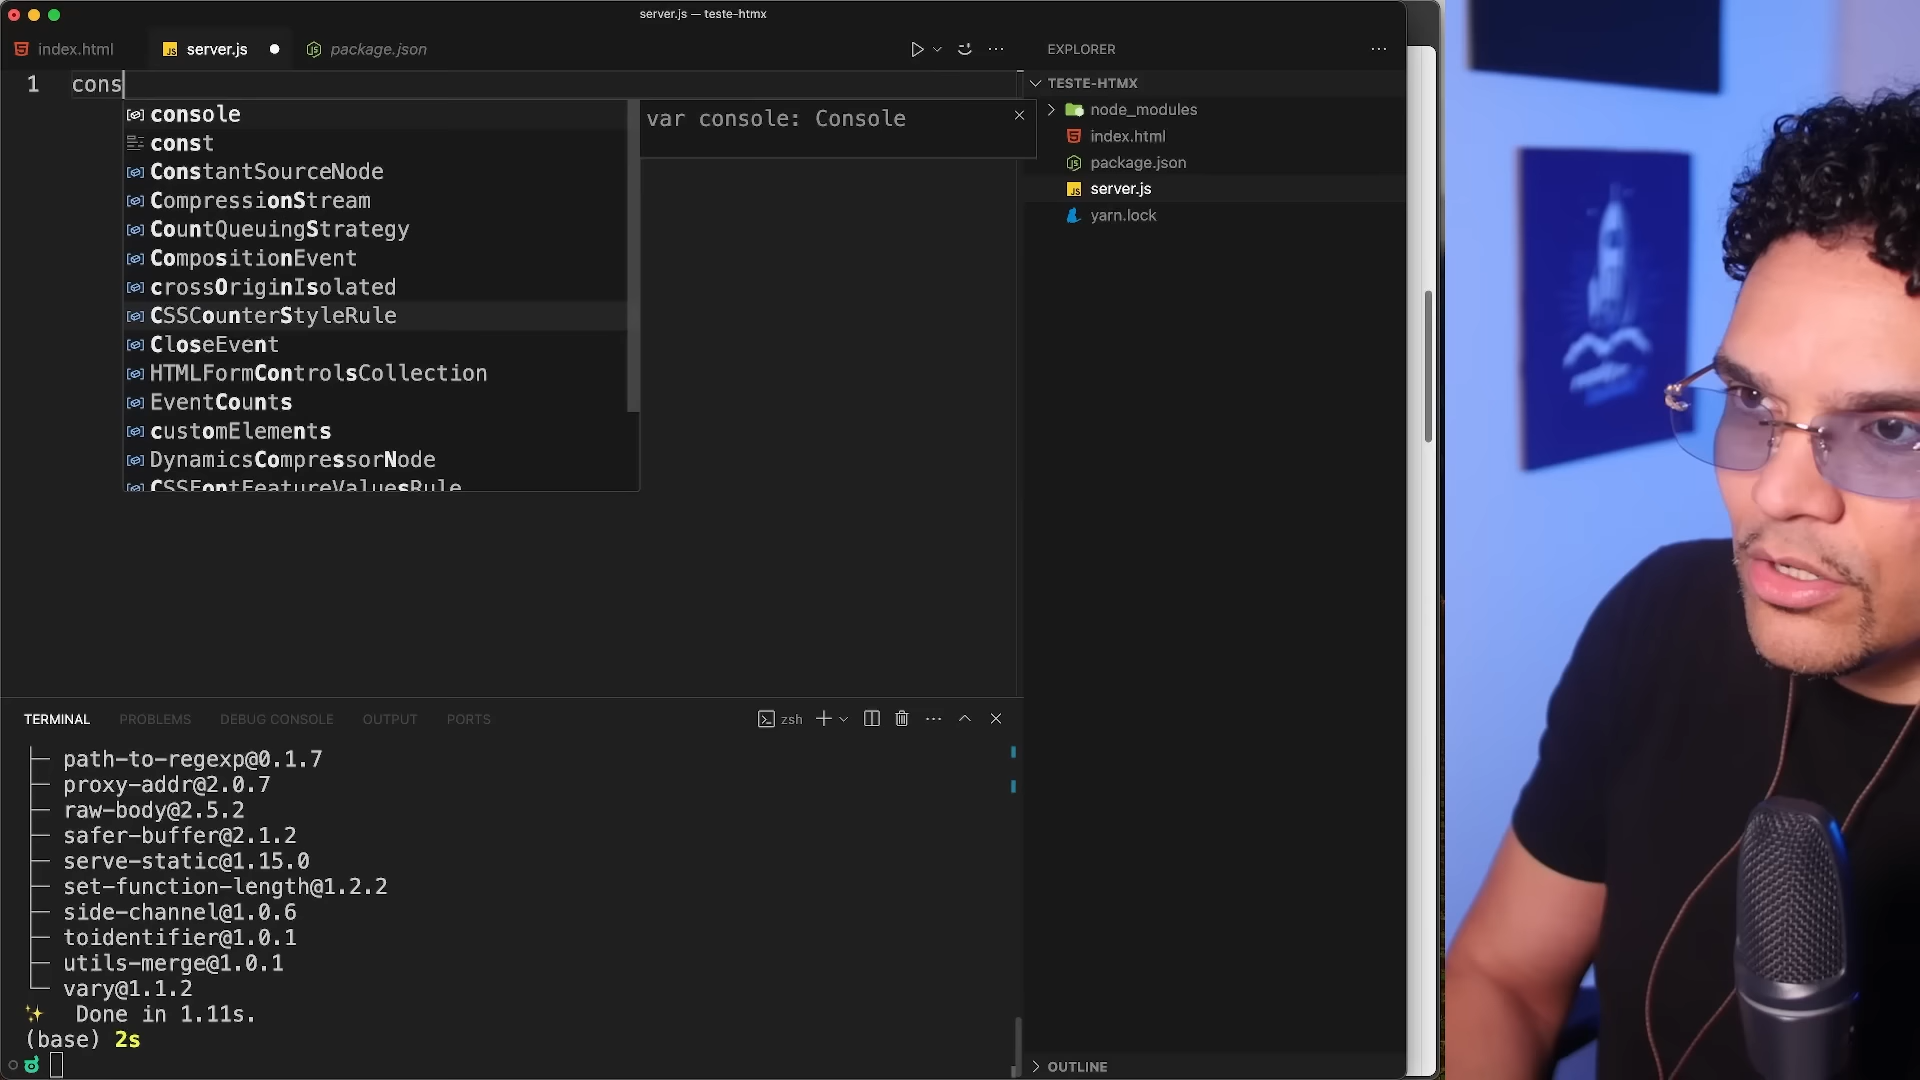 server.js — teste-htmx
index.html
server.js
package.json
EXPLORER
1
cons
TESTE-HTMX
node_modules
index.html
package.json
server.js
yarn.lock
console
const
ConstantSourceNode
CompressionStream
CountQueuingStrategy
CompositionEvent
crossOriginIsolated
CSSCounterStyleRule
CloseEvent
HTMLFormControlsCollection
EventCounts
customElements
DynamicsCompressorNode
CSSFontFeatureValuesRule
var console: Console
TERMINAL
PROBLEMS
DEBUG CONSOLE
OUTPUT
PORTS
zsh
path-to-regexp@0.1.7
proxy-addr@2.0.7
raw-body@2.5.2
safer-buffer@2.1.2
serve-static@1.15.0
set-function-length@1.2.2
side-channel@1.0.6
toidentifier@1.0.1
utils-merge@1.0.1
vary@1.1.2
Done in 1.11s.
(base) 2s
OUTLINE